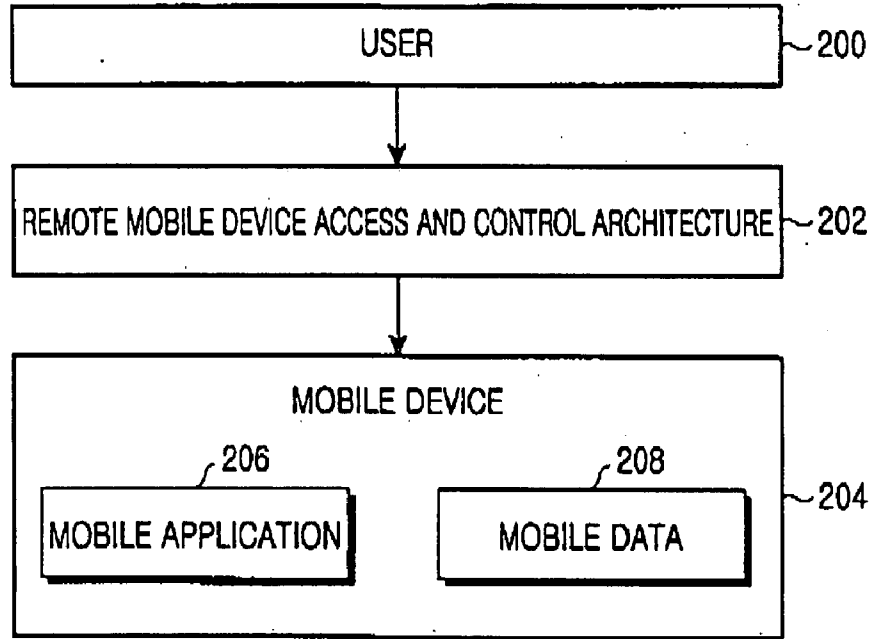 USER
200
REMOTE MOBILE DEVICE ACCESS AND CONTROL ARCHITECTURE
202
MOBILE DEVICE
206
208
MOBILE APPLICATION
MOBILE DATA
204